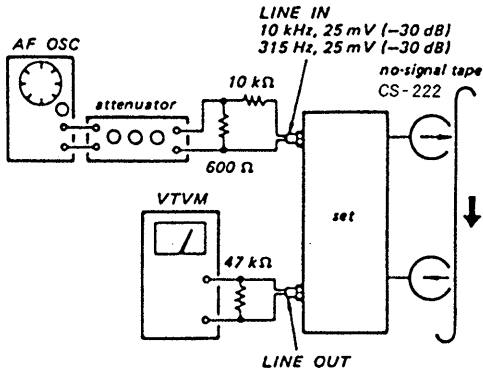 LINE IN
10 kHz, 25 mV (−30 dB)
315 Hz, 25 mV (−30 dB)
AF OSC
no-signal tape
CS-222
10 kΩ
attenuator
600 Ω
set
VTVM
47 kΩ
LINE OUT